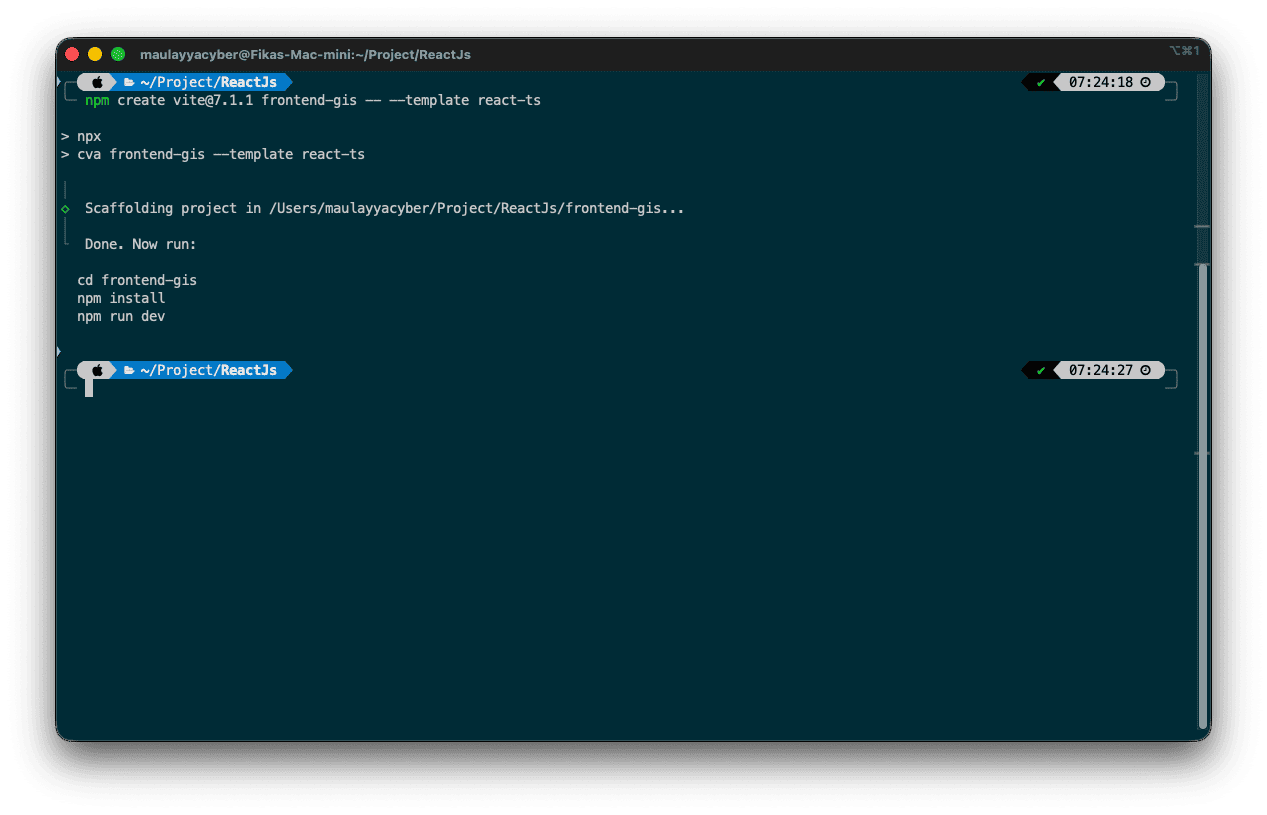 maulayyacyber@Fikas-Mac-mini:~/Project/ReactJs
⌥⌘1
~/Project/ReactJs
✔ 07:24:18
npm create vite@7.1.1 frontend-gis -- --template react-ts
> npx
> cva frontend-gis --template react-ts
Scaffolding project in /Users/maulayyacyber/Project/ReactJs/frontend-gis...
Done. Now run:
cd frontend-gis
npm install
npm run dev
~/Project/ReactJs
✔ 07:24:27